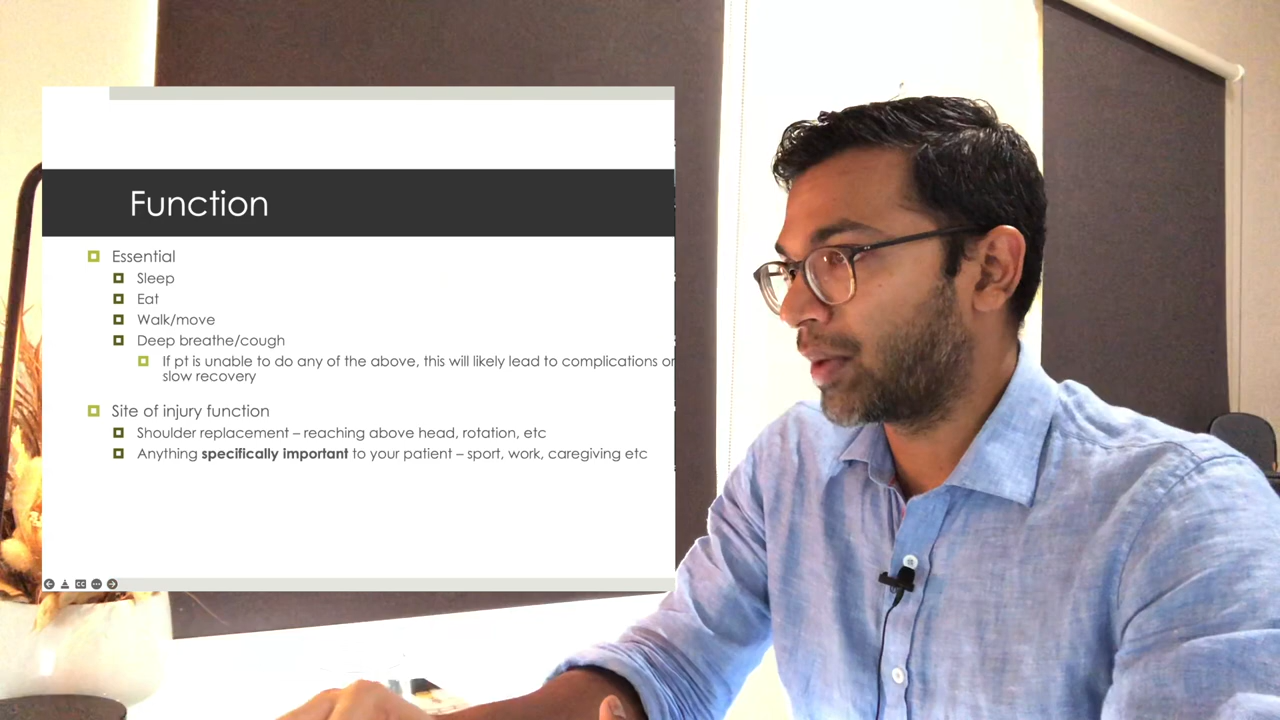 Function
Essential
Sleep
Eat
Walk/move
Deep breathe/cough
If pt is unable to do any of the above, this will likely lead to complications or
slow recovery
Site of injury function
Shoulder replacement – reaching above head, rotation, etc
Anything specifically important to your patient – sport, work, caregiving etc